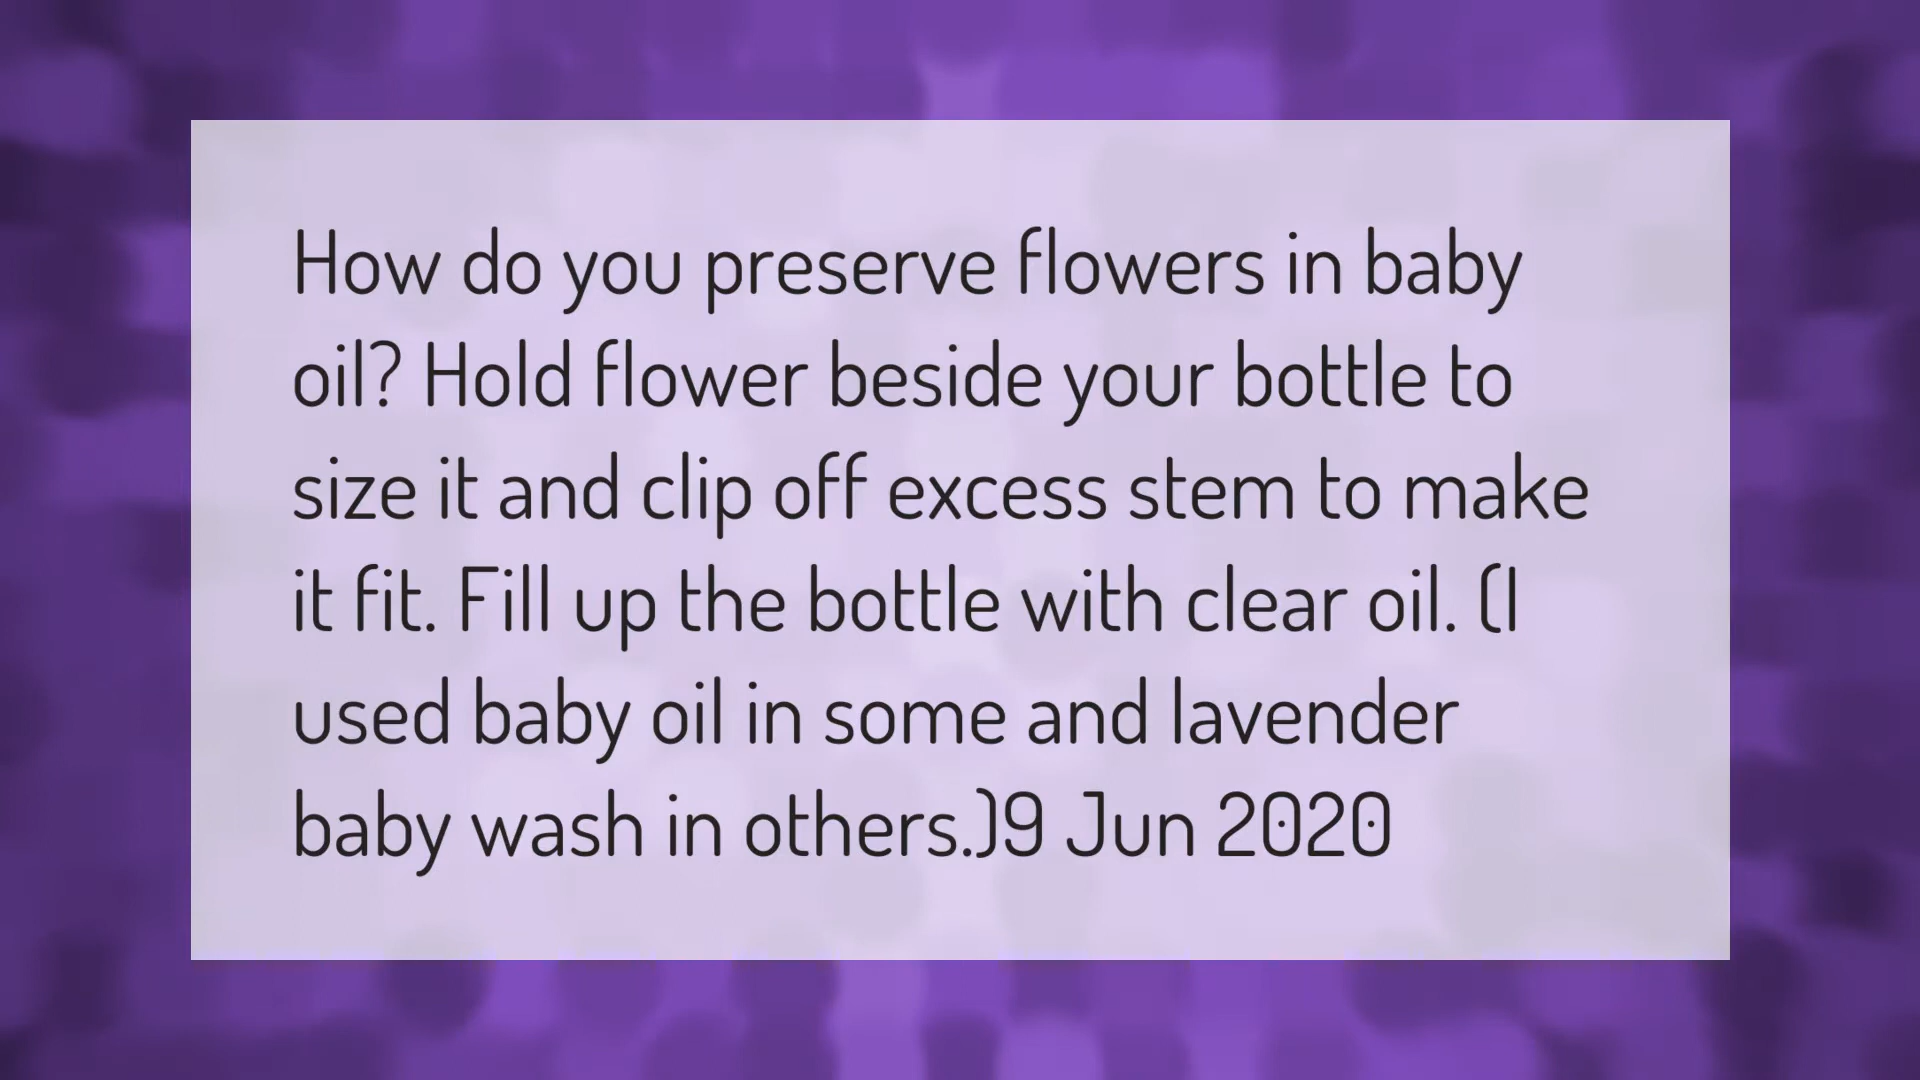 How do you preserve flowers in baby
oil? Hold flower beside your bottle to
size it and clip off excess stem to make
it fit. Fill up the bottle with clear oil. (I
used baby oil in some and lavender
baby wash in others.)9 Jun 2020